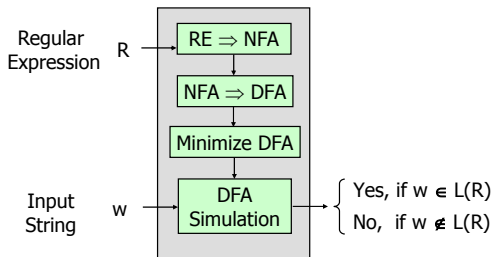 Regular
Expression
R
RE ⇒ NFA
NFA ⇒ DFA
Minimize DFA
Input
String
w
DFA
Simulation
Yes, if w ∈ L(R)
No, if w ∉ L(R)